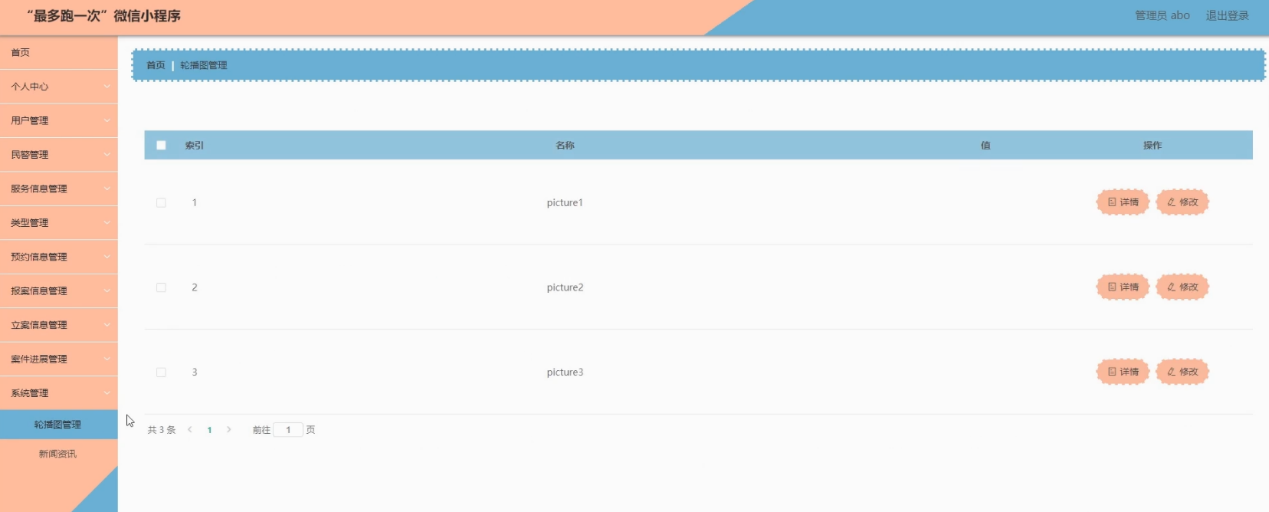 “最多跑一次”微信小程序
管理员 abo 退出登录
首页
个人中心
用户管理
民警管理
服务信息管理
类型管理
预约信息管理
报案信息管理
立案信息管理
案件进展管理
系统管理
轮播图管理
新闻资讯
首页 | 轮播图管理
索引 名称 值 操作
1 picture1 详情 修改
2 picture2 详情 修改
3 picture3 详情 修改
共 3 条 < 1 > 前往 1 页